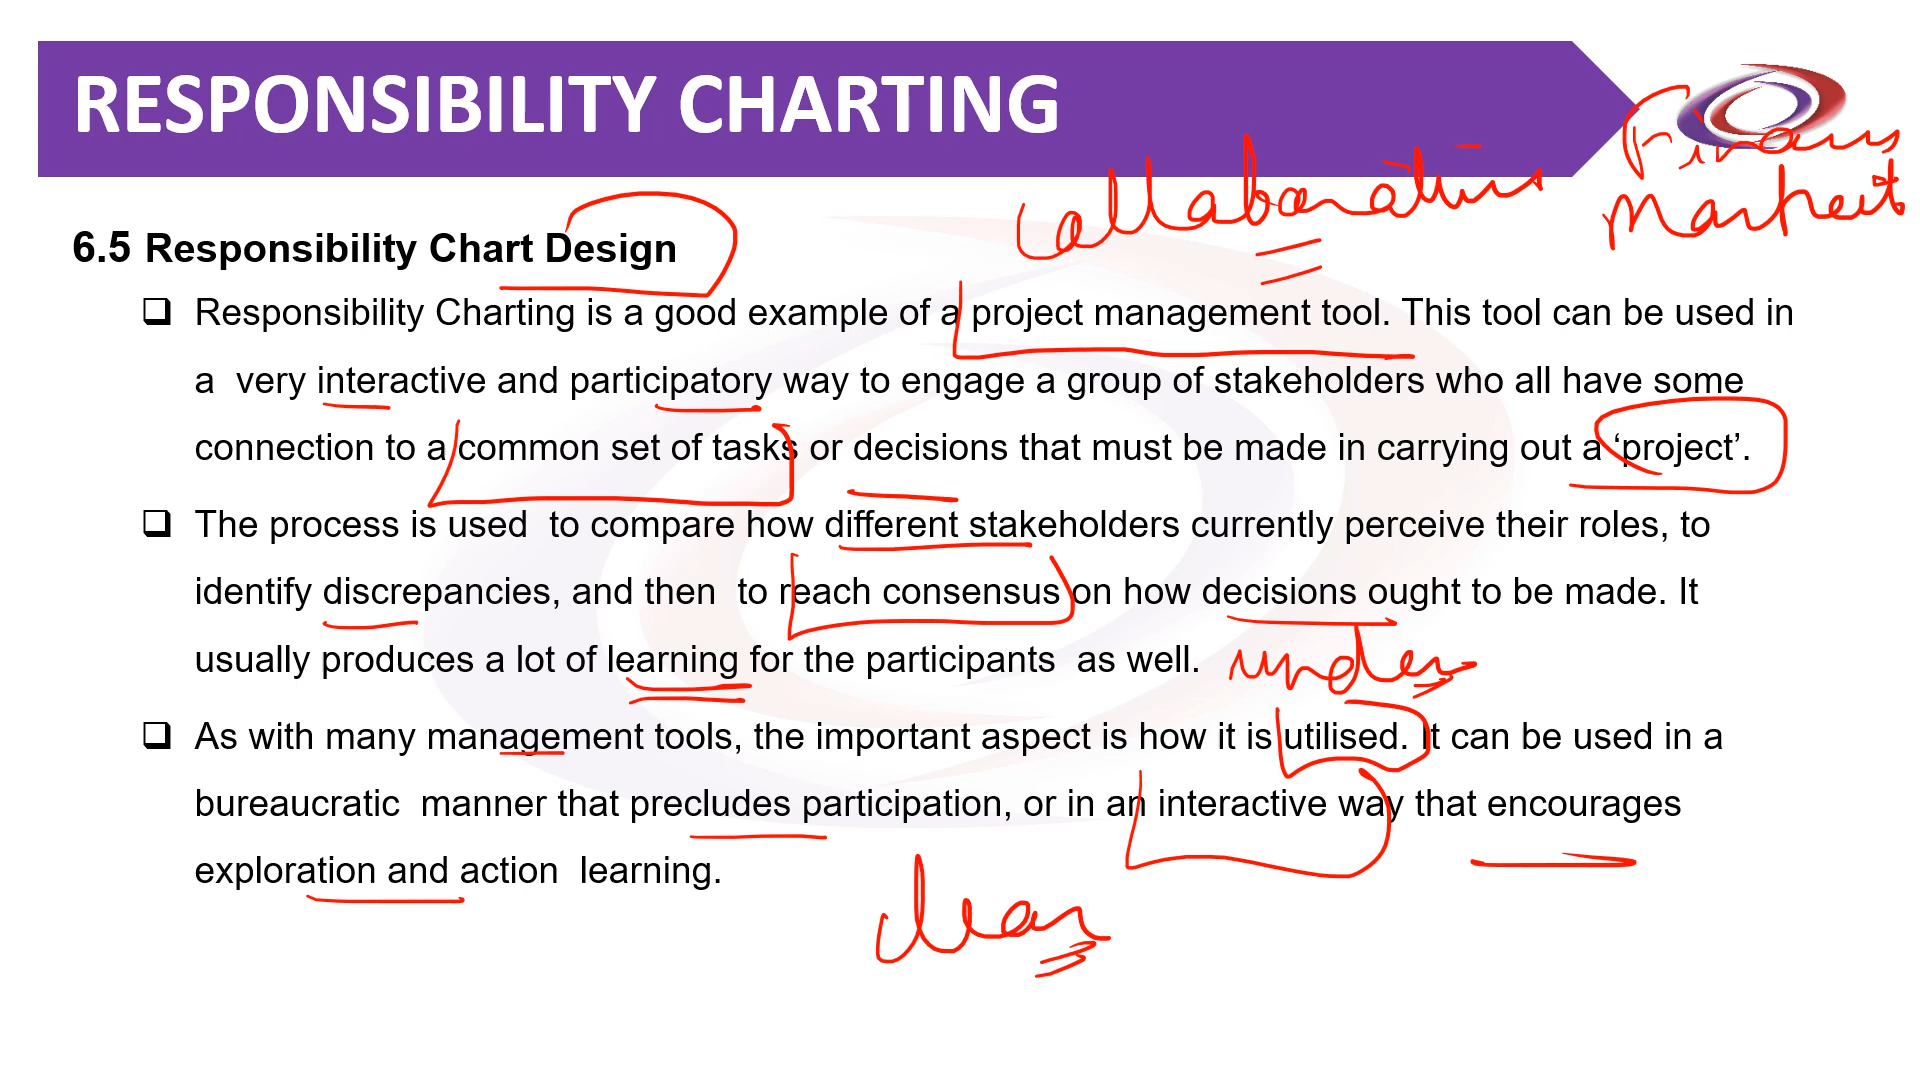 RESPONSIBILITY CHARTING
Finans
Market
Collaborative
6.5 Responsibility Chart Design
❑ Responsibility Charting is a good example of a project management tool. This tool can be used in
a very interactive and participatory way to engage a group of stakeholders who all have some
connection to a common set of tasks or decisions that must be made in carrying out a ‘project’.
❑ The process is used to compare how different stakeholders currently perceive their roles, to
identify discrepancies, and then to reach consensus on how decisions ought to be made. It
usually produces a lot of learning for the participants as well.
under
❑ As with many management tools, the important aspect is how it is utilised. It can be used in a
bureaucratic manner that precludes participation, or in an interactive way that encourages
exploration and action learning.
clear